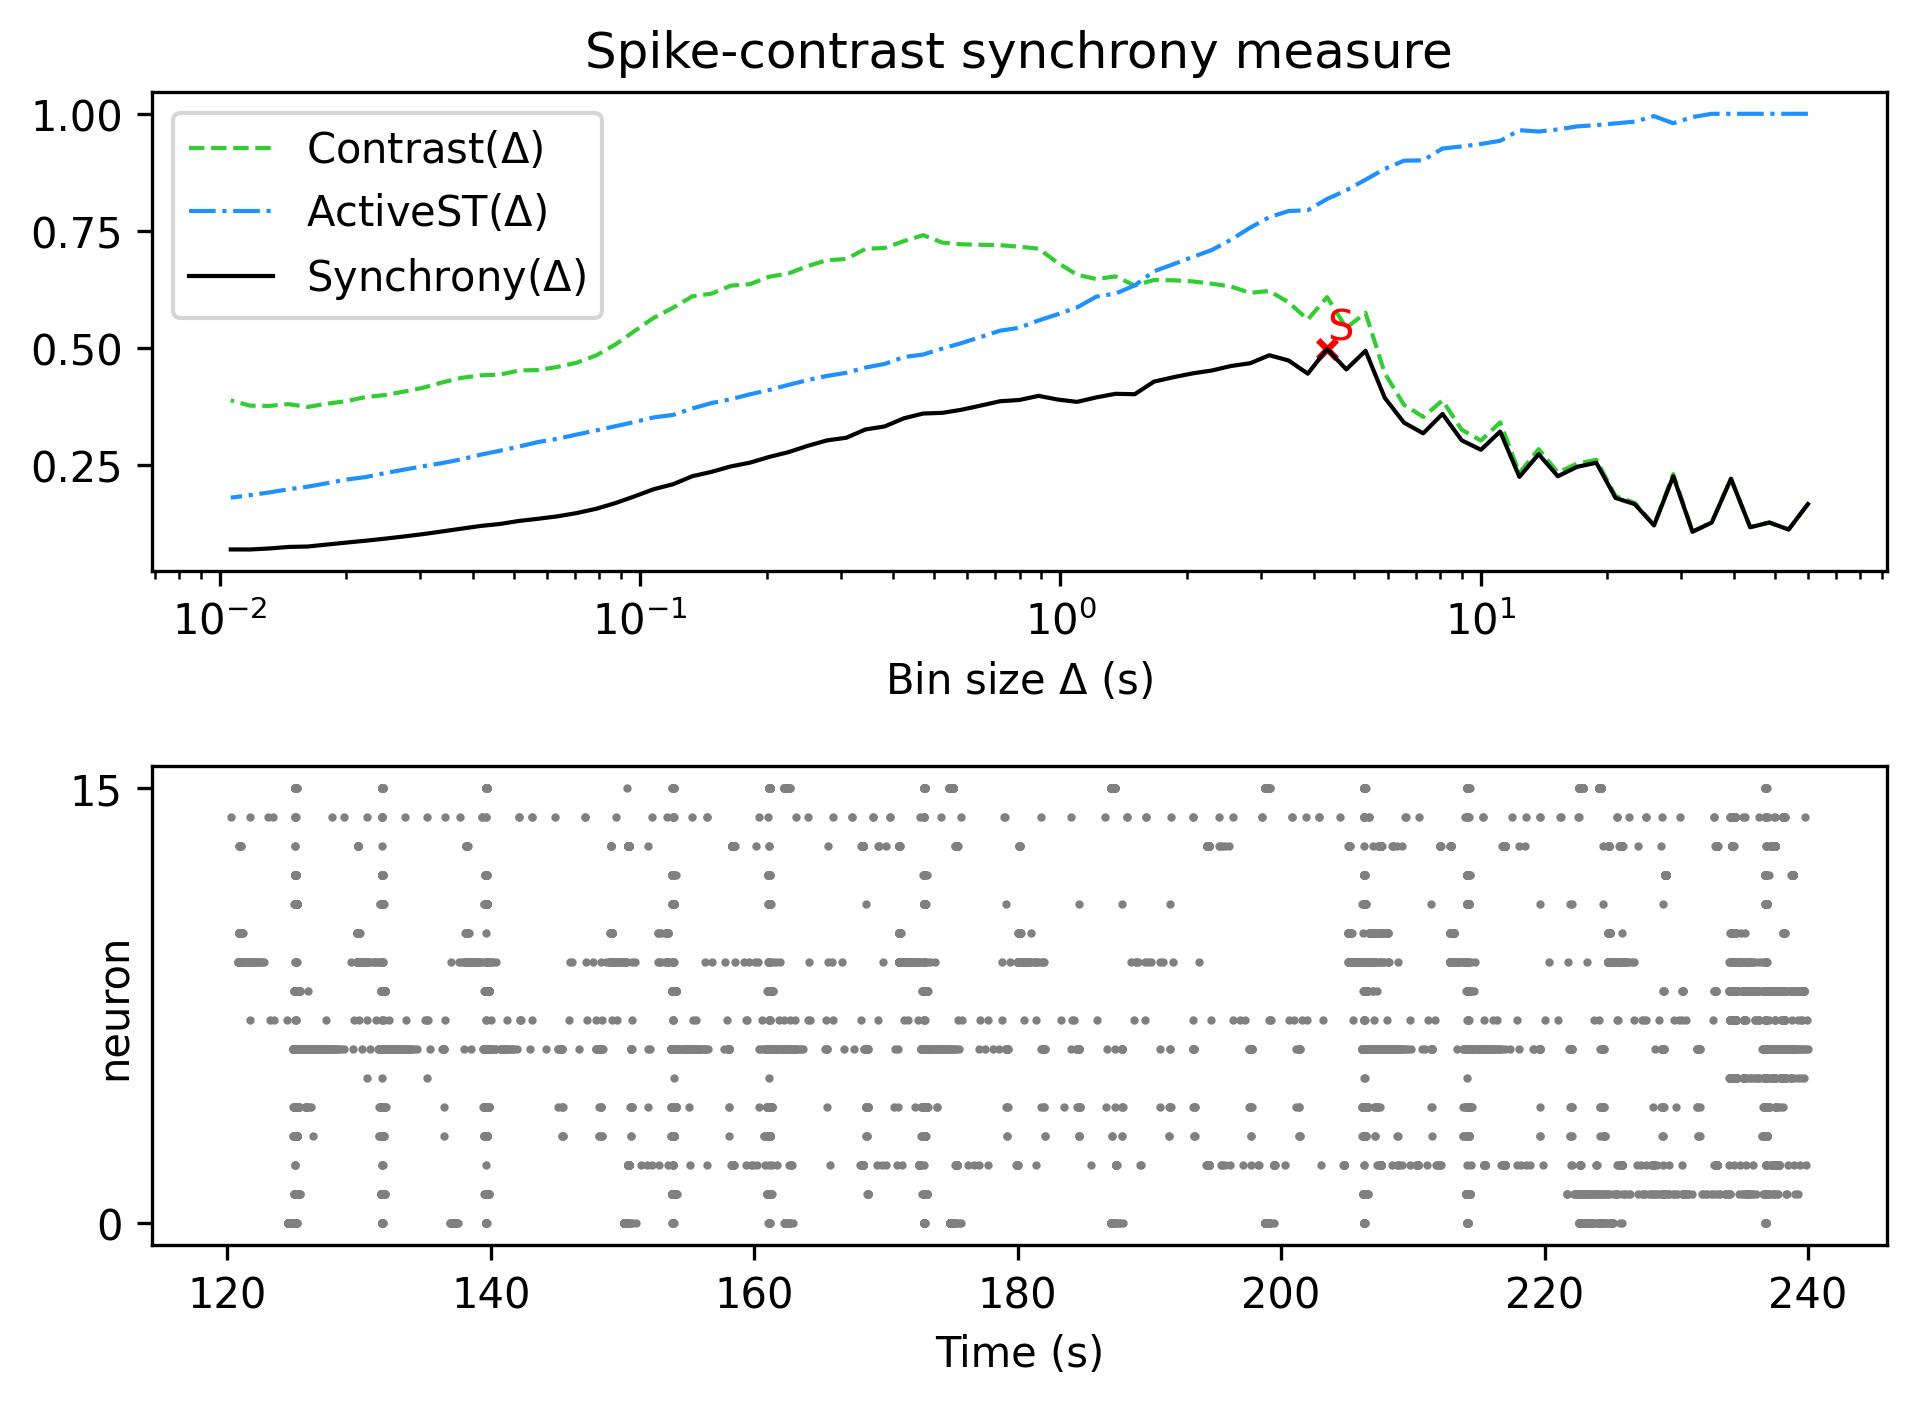 Spike-contrast synchrony measure
1.00
0.75
0.50
0.25
Contrast(Δ)
ActiveST(Δ)
Synchrony(Δ)
S
10⁻² 10⁻¹ 10⁰ 10¹
Bin size Δ (s)
15
0
neuron
120 140 160 180 200 220 240
Time (s)